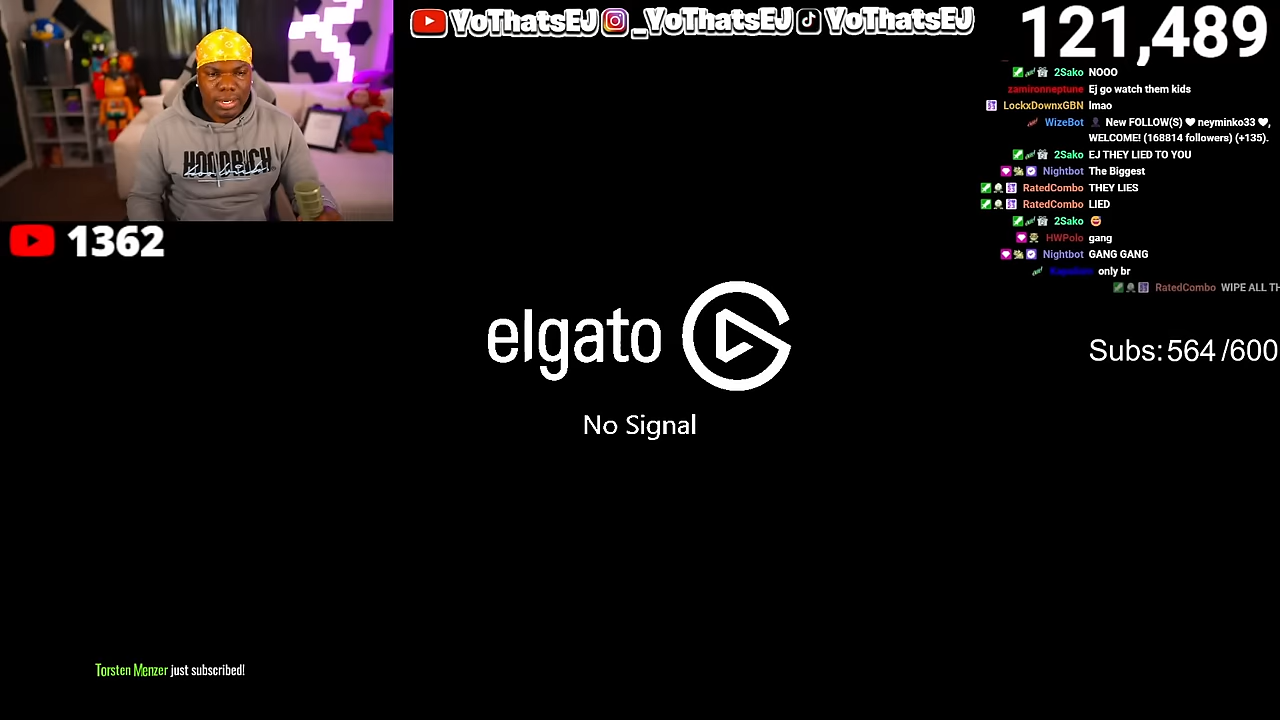 YoThatsEJ _YoThatsEJ YoThatsEJ
121,489
2Sako NOOO
zamironneptune Ej go watch them kids
LockxDownxGBN lmao
WizeBot New FOLLOW(S) neyminko33,
WELCOME! (168814 followers) (+135).
2Sako EJ THEY LIED TO YOU
Nightbot The Biggest
RatedCombo THEY LIES
RatedCombo LIED
2Sako
HWPolo gang
Nightbot GANG GANG
only br
RatedCombo WIPE ALL TH
HOODRICH
1362
elgato
No Signal
Subs: 564 /600
Torsten Menzer just subscribed!